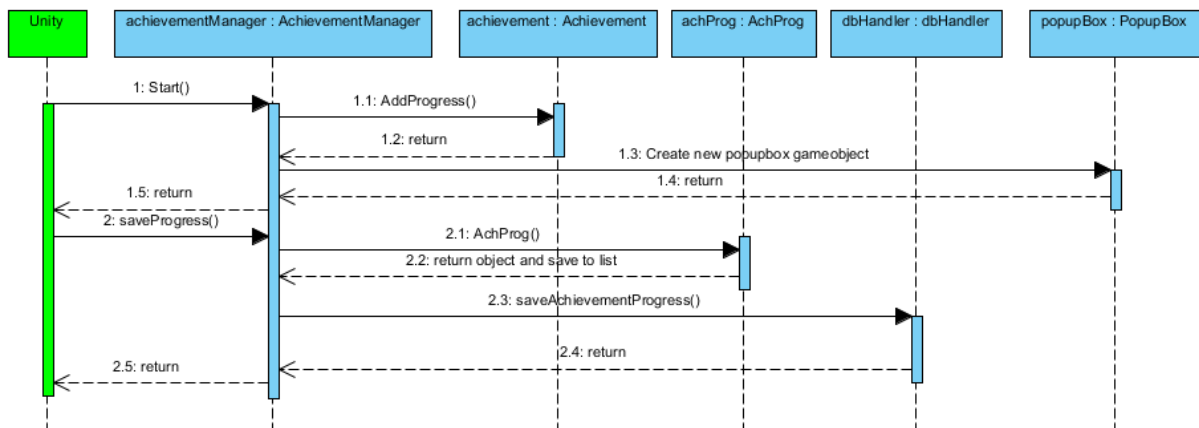 Unity
achievementManager : AchievementManager
achievement : Achievement
achProg : AchProg
dbHandler : dbHandler
popupBox : PopupBox
1: Start()
1.1: AddProgress()
1.2: return
1.3: Create new popupbox gameobject
1.4: return
1.5: return
2: saveProgress()
2.1: AchProg()
2.2: return object and save to list
2.3: saveAchievementProgress()
2.4: return
2.5: return